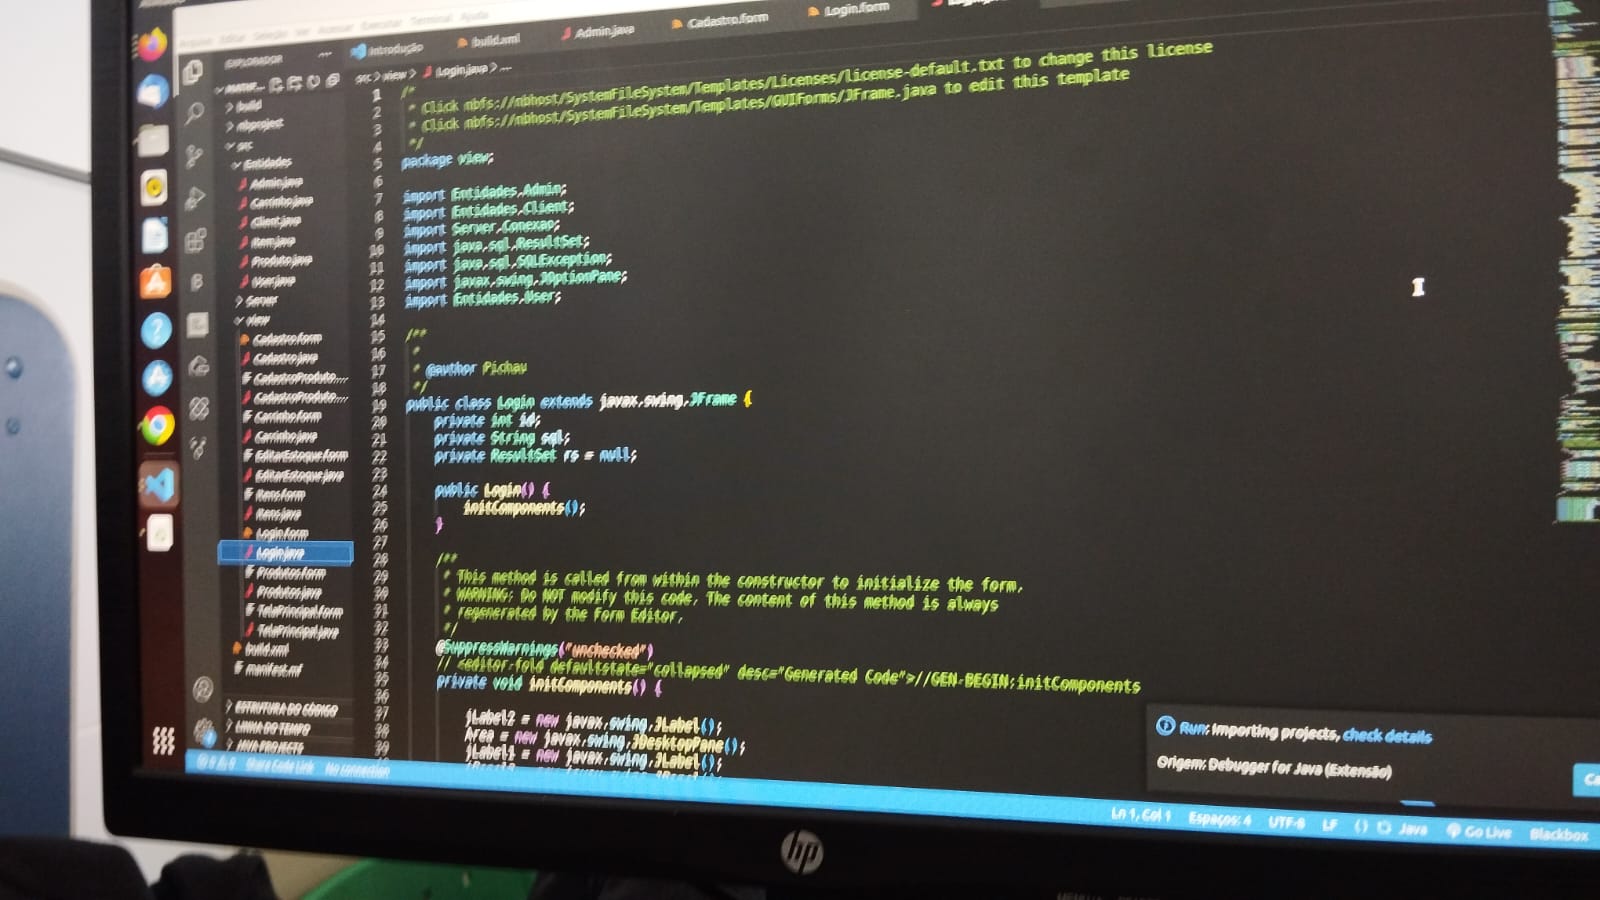 Arquivo Editar Seleção Ver Acessar Executar Terminal Ajuda
Introdução
build.xml
Admin.java
Cadastro.form
Login.form
EXPLORADOR
src > view > Login.java > ...
build
nbproject
src
Entidades
Admin.java
Carrinho.java
Client.java
Item.java
Produto.java
User.java
Server
view
Cadastro.form
Cadastro.java
CadastroProduto....
CadastroProduto....
Carrinho.form
Carrinho.java
EditarEstoque.form
EditarEstoque.java
Itens.form
Itens.java
Login.form
Login.java
Produtos.form
Produtos.java
TelaPrincipal.form
TelaPrincipal.java
build.xml
manifest.mf
ESTRUTURA DO CÓDIGO
LINHA DO TEMPO
JAVA PROJECTS
1 /*
2 * Click nbfs://nbhost/SystemFileSystem/Templates/Licenses/license-default.txt to change this license
3 * Click nbfs://nbhost/SystemFileSystem/Templates/GUIForms/JFrame.java to edit this template
4 */
5 package view;
6
7 import Entidades.Admin;
8 import Entidades.Client;
9 import Server.Conexao;
10 import java.sql.ResultSet;
11 import java.sql.SQLException;
12 import javax.swing.JOptionPane;
13 import Entidades.User;
14
15 /**
16 *
17 * @author Pichau
18 */
19 public class Login extends javax.swing.JFrame {
20 private int id;
21 private String sql;
22 private ResultSet rs = null;
23
24 public Login() {
25 initComponents();
26 }
27
28 /**
29 * This method is called from within the constructor to initialize the form.
30 * WARNING: Do NOT modify this code. The content of this method is always
31 * regenerated by the Form Editor.
32 */
33 @SuppressWarnings("unchecked")
34 // <editor-fold defaultstate="collapsed" desc="Generated Code">//GEN-BEGIN:initComponents
35 private void initComponents() {
36
37 jLabel2 = new javax.swing.JLabel();
38 Area = new javax.swing.JDesktopPane();
39 jLabel1 = new javax.swing.JLabel();
Run: Importing projects, check details
Origem: Debugger for Java (Extensão)
Share Code Link No connection
Ln 1, Col 1 Espaços: 4 UTF-8 LF {} Java Go Live Blackbox
hp